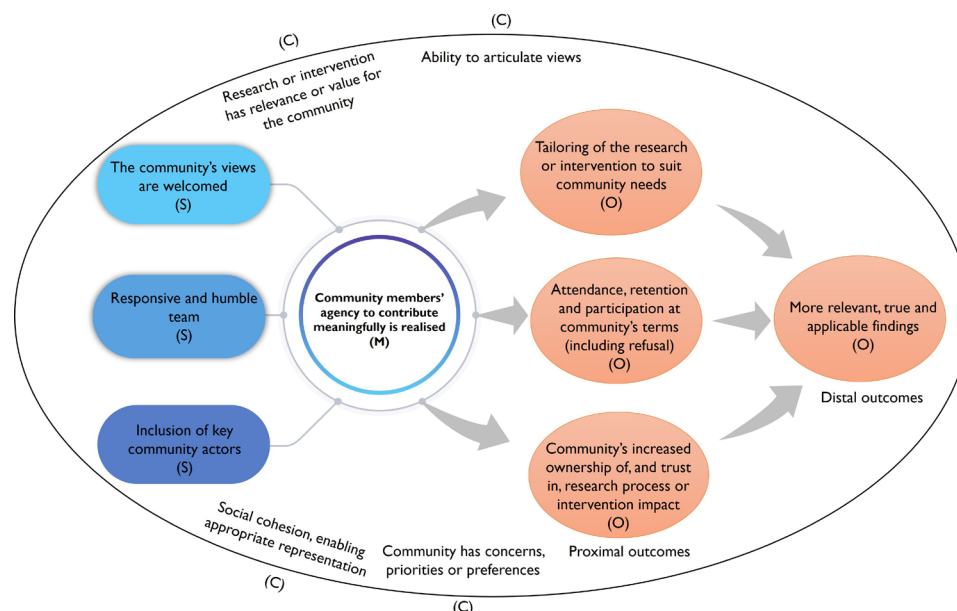 (C)
(C)
Research or intervention
has relevance or value for
the community
Ability to articulate views
The community's views
are welcomed
(S)
Responsive and humble
team
(S)
Inclusion of key
community actors
(S)
Community members'
agency to contribute
meaningfully is realised
(M)
Tailoring of the research
or intervention to suit
community needs
(O)
Attendance, retention
and participation at
community's terms
(including refusal)
(O)
Community's increased
ownership of, and trust
in, research process or
intervention impact
(O)
Proximal outcomes
More relevant, true and
applicable findings
(O)
Distal outcomes
Social cohesion, enabling
appropriate representation
(C)
Community has concerns,
priorities or preferences
(C)